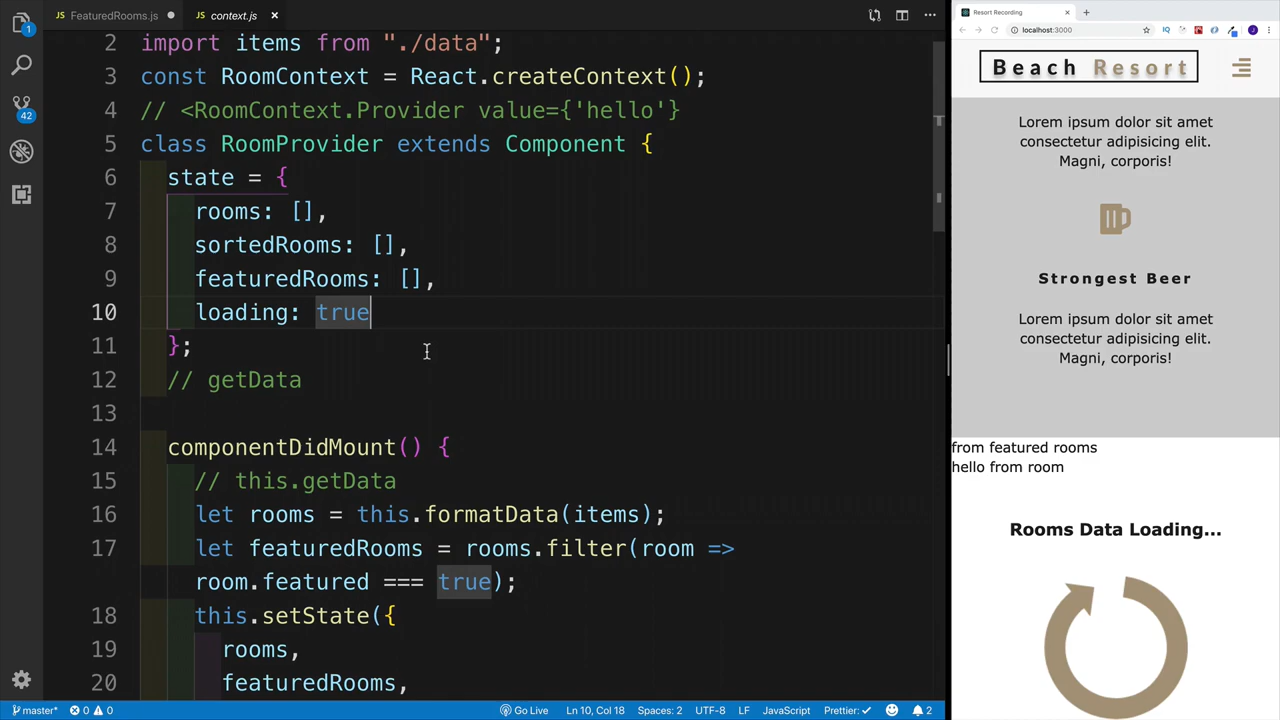 FeaturedRooms.js
context.js
1
42
2 import items from "./data";
3 const RoomContext = React.createContext();
4 // <RoomContext.Provider value={'hello'}
5 class RoomProvider extends Component {
6 state = {
7 rooms: [],
8 sortedRooms: [],
9 featuredRooms: [],
10 loading: true
11 };
12 // getData
13
14 componentDidMount() {
15 // this.getData
16 let rooms = this.formatData(items);
17 let featuredRooms = rooms.filter(room =>
room.featured === true);
18 this.setState({
19 rooms,
20 featuredRooms,
master*
0 0
Go Live
Ln 10, Col 18
Spaces: 2
UTF-8
LF
JavaScript
Prettier:
2
Resort Recording
localhost:3000
IQ
J
Beach Resort
Lorem ipsum dolor sit amet
consectetur adipisicing elit.
Magni, corporis!
Strongest Beer
Lorem ipsum dolor sit amet
consectetur adipisicing elit.
Magni, corporis!
from featured rooms
hello from room
Rooms Data Loading...